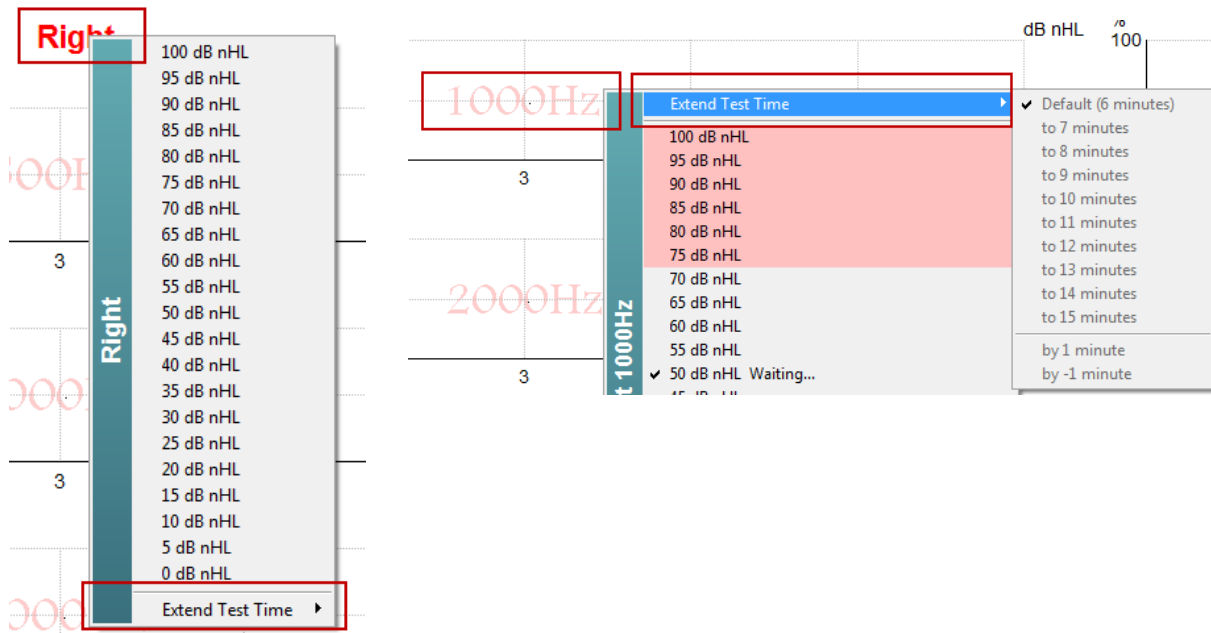 Right
100 dB nHL
95 dB nHL
90 dB nHL
85 dB nHL
80 dB nHL
75 dB nHL
70 dB nHL
65 dB nHL
60 dB nHL
55 dB nHL
50 dB nHL
45 dB nHL
40 dB nHL
35 dB nHL
30 dB nHL
25 dB nHL
20 dB nHL
15 dB nHL
10 dB nHL
5 dB nHL
0 dB nHL
Extend Test Time
Right
3
3
dB nHL
%
100
1000Hz
3
2000Hz
3
Extend Test Time
100 dB nHL
95 dB nHL
90 dB nHL
85 dB nHL
80 dB nHL
75 dB nHL
70 dB nHL
65 dB nHL
60 dB nHL
55 dB nHL
50 dB nHL Waiting...
1000Hz
Default (6 minutes)
to 7 minutes
to 8 minutes
to 9 minutes
to 10 minutes
to 11 minutes
to 12 minutes
to 13 minutes
to 14 minutes
to 15 minutes
by 1 minute
by -1 minute